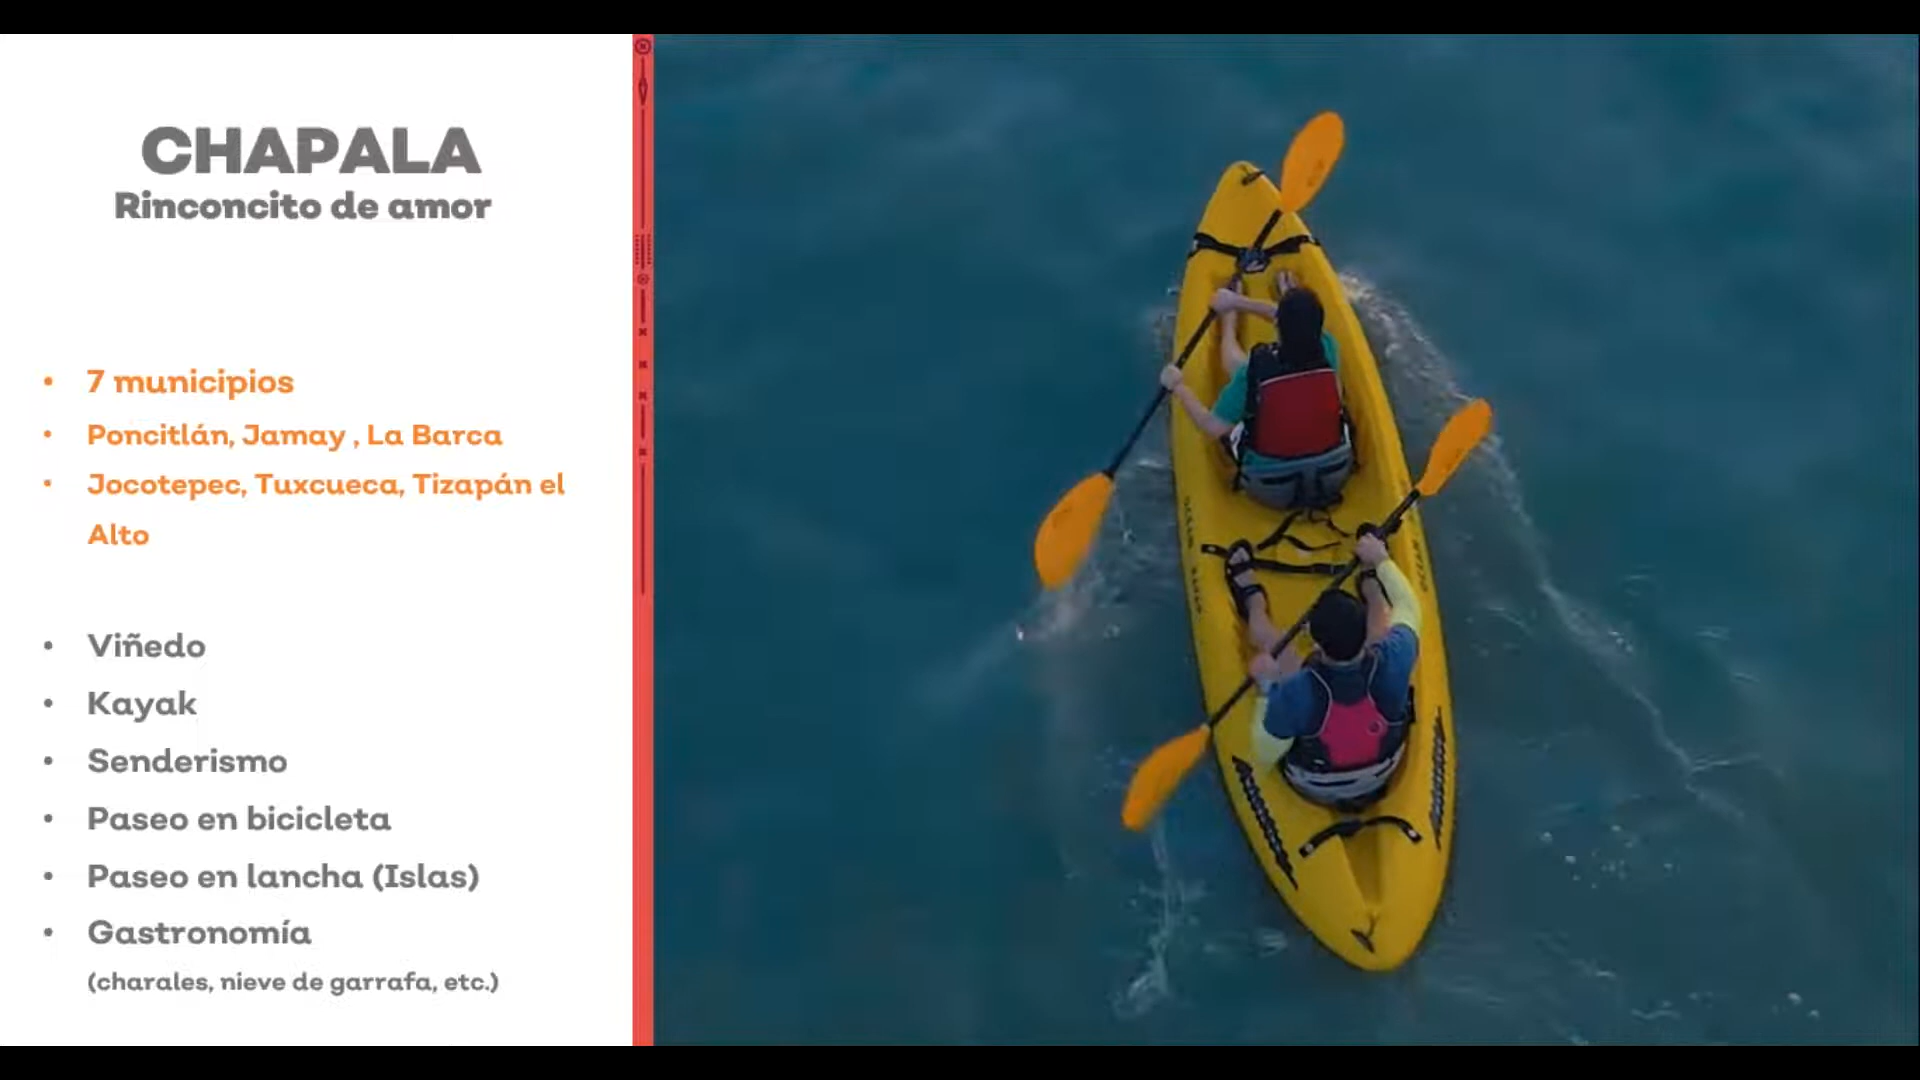 CHAPALA
Rinconcito de amor
• 7 municipios
• Poncitlán, Jamay , La Barca
• Jocotepec, Tuxcueca, Tizapán el
Alto
• Viñedo
• Kayak
• Senderismo
• Paseo en bicicleta
• Paseo en lancha (Islas)
• Gastronomía
(charales, nieve de garrafa, etc.)